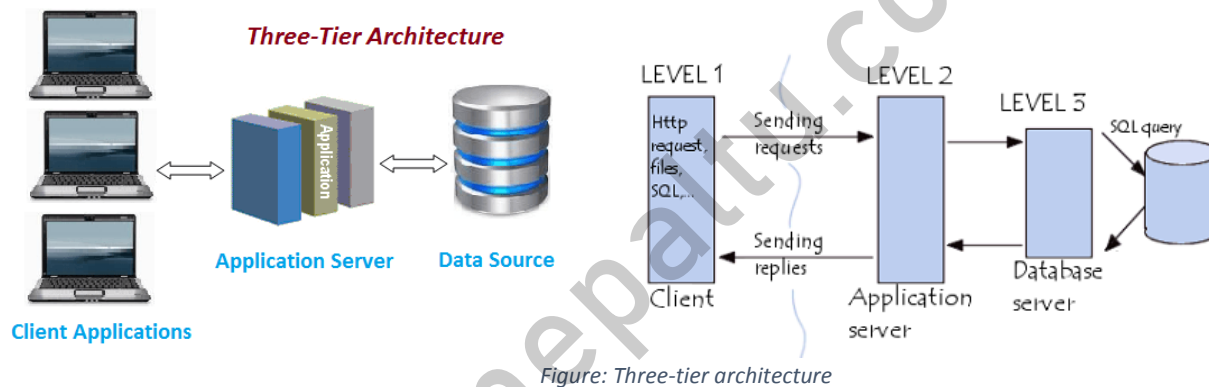 Three-Tier Architecture
Application
Application Server
Data Source
Client Applications
LEVEL 1
Http
request,
files,
SQL,...
Client
Sending
requests
Sending
replies
LEVEL 2
Application
server
LEVEL 3
Database
server
SQL query
Figure: Three-tier architecture